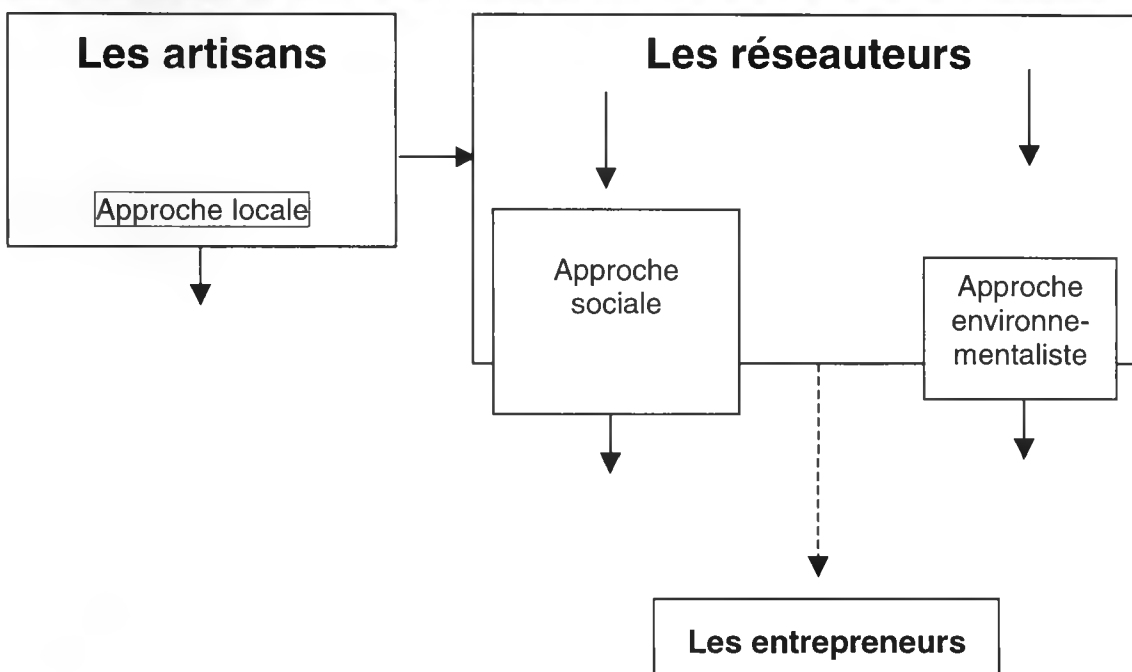 Les artisans
Approche locale
Les réseauteurs
Approche
sociale
Approche
environne-
mentaliste
Les entrepreneurs